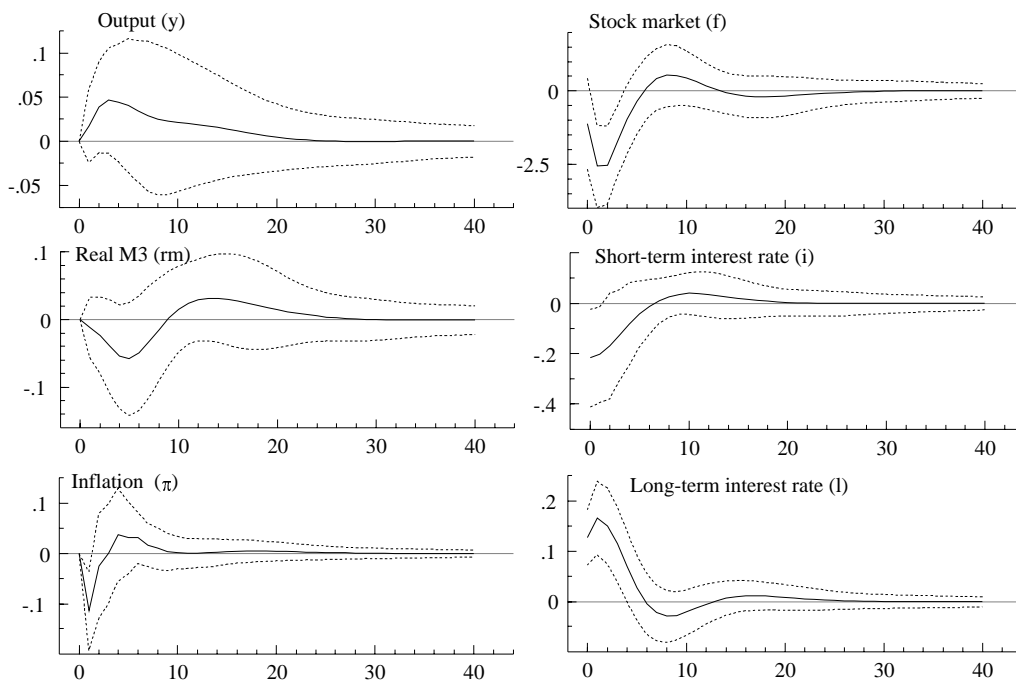 Output (y)
.1
.05
0
-.05
0 10 20 30 40
Stock market (f)
0
-2.5
0 10 20 30 40
Real M3 (rm)
.1
0
-.1
0 10 20 30 40
Short-term interest rate (i)
0
-.2
-.4
0 10 20 30 40
Inflation (π)
.1
0
-.1
0 10 20 30 40
Long-term interest rate (l)
.2
.1
0
0 10 20 30 40